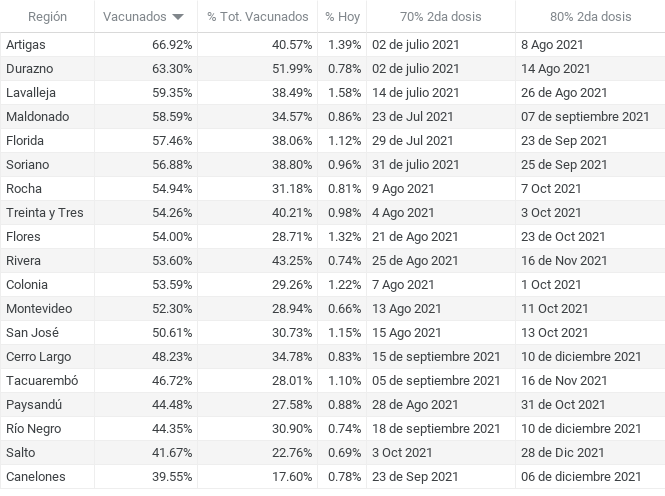 Región Vacunados % Tot. Vacunados % Hoy 70% 2da dosis 80% 2da dosis
Artigas 66.92% 40.57% 1.39% 02 de julio 2021 8 Ago 2021
Durazno 63.30% 51.99% 0.78% 02 de julio 2021 14 Ago 2021
Lavalleja 59.35% 38.49% 1.58% 14 de julio 2021 26 de Ago 2021
Maldonado 58.59% 34.57% 0.86% 23 de Jul 2021 07 de septiembre 2021
Florida 57.46% 38.06% 1.12% 29 de Jul 2021 23 de Sep 2021
Soriano 56.88% 38.80% 0.96% 31 de julio 2021 25 de Sep 2021
Rocha 54.94% 31.18% 0.81% 9 Ago 2021 7 Oct 2021
Treinta y Tres 54.26% 40.21% 0.98% 4 Ago 2021 3 Oct 2021
Flores 54.00% 28.71% 1.32% 21 de Ago 2021 23 de Oct 2021
Rivera 53.60% 43.25% 0.74% 25 de Ago 2021 16 de Nov 2021
Colonia 53.59% 29.26% 1.22% 7 Ago 2021 1 Oct 2021
Montevideo 52.30% 28.94% 0.66% 13 Ago 2021 11 Oct 2021
San José 50.61% 30.73% 1.15% 15 Ago 2021 13 Oct 2021
Cerro Largo 48.23% 34.78% 0.83% 15 de septiembre 2021 10 de diciembre 2021
Tacuarembó 46.72% 28.01% 1.10% 05 de septiembre 2021 16 de Nov 2021
Paysandú 44.48% 27.58% 0.88% 28 de Ago 2021 31 de Oct 2021
Río Negro 44.35% 30.90% 0.74% 18 de septiembre 2021 10 de diciembre 2021
Salto 41.67% 22.76% 0.69% 3 Oct 2021 28 de Dic 2021
Canelones 39.55% 17.60% 0.78% 23 de Sep 2021 06 de diciembre 2021